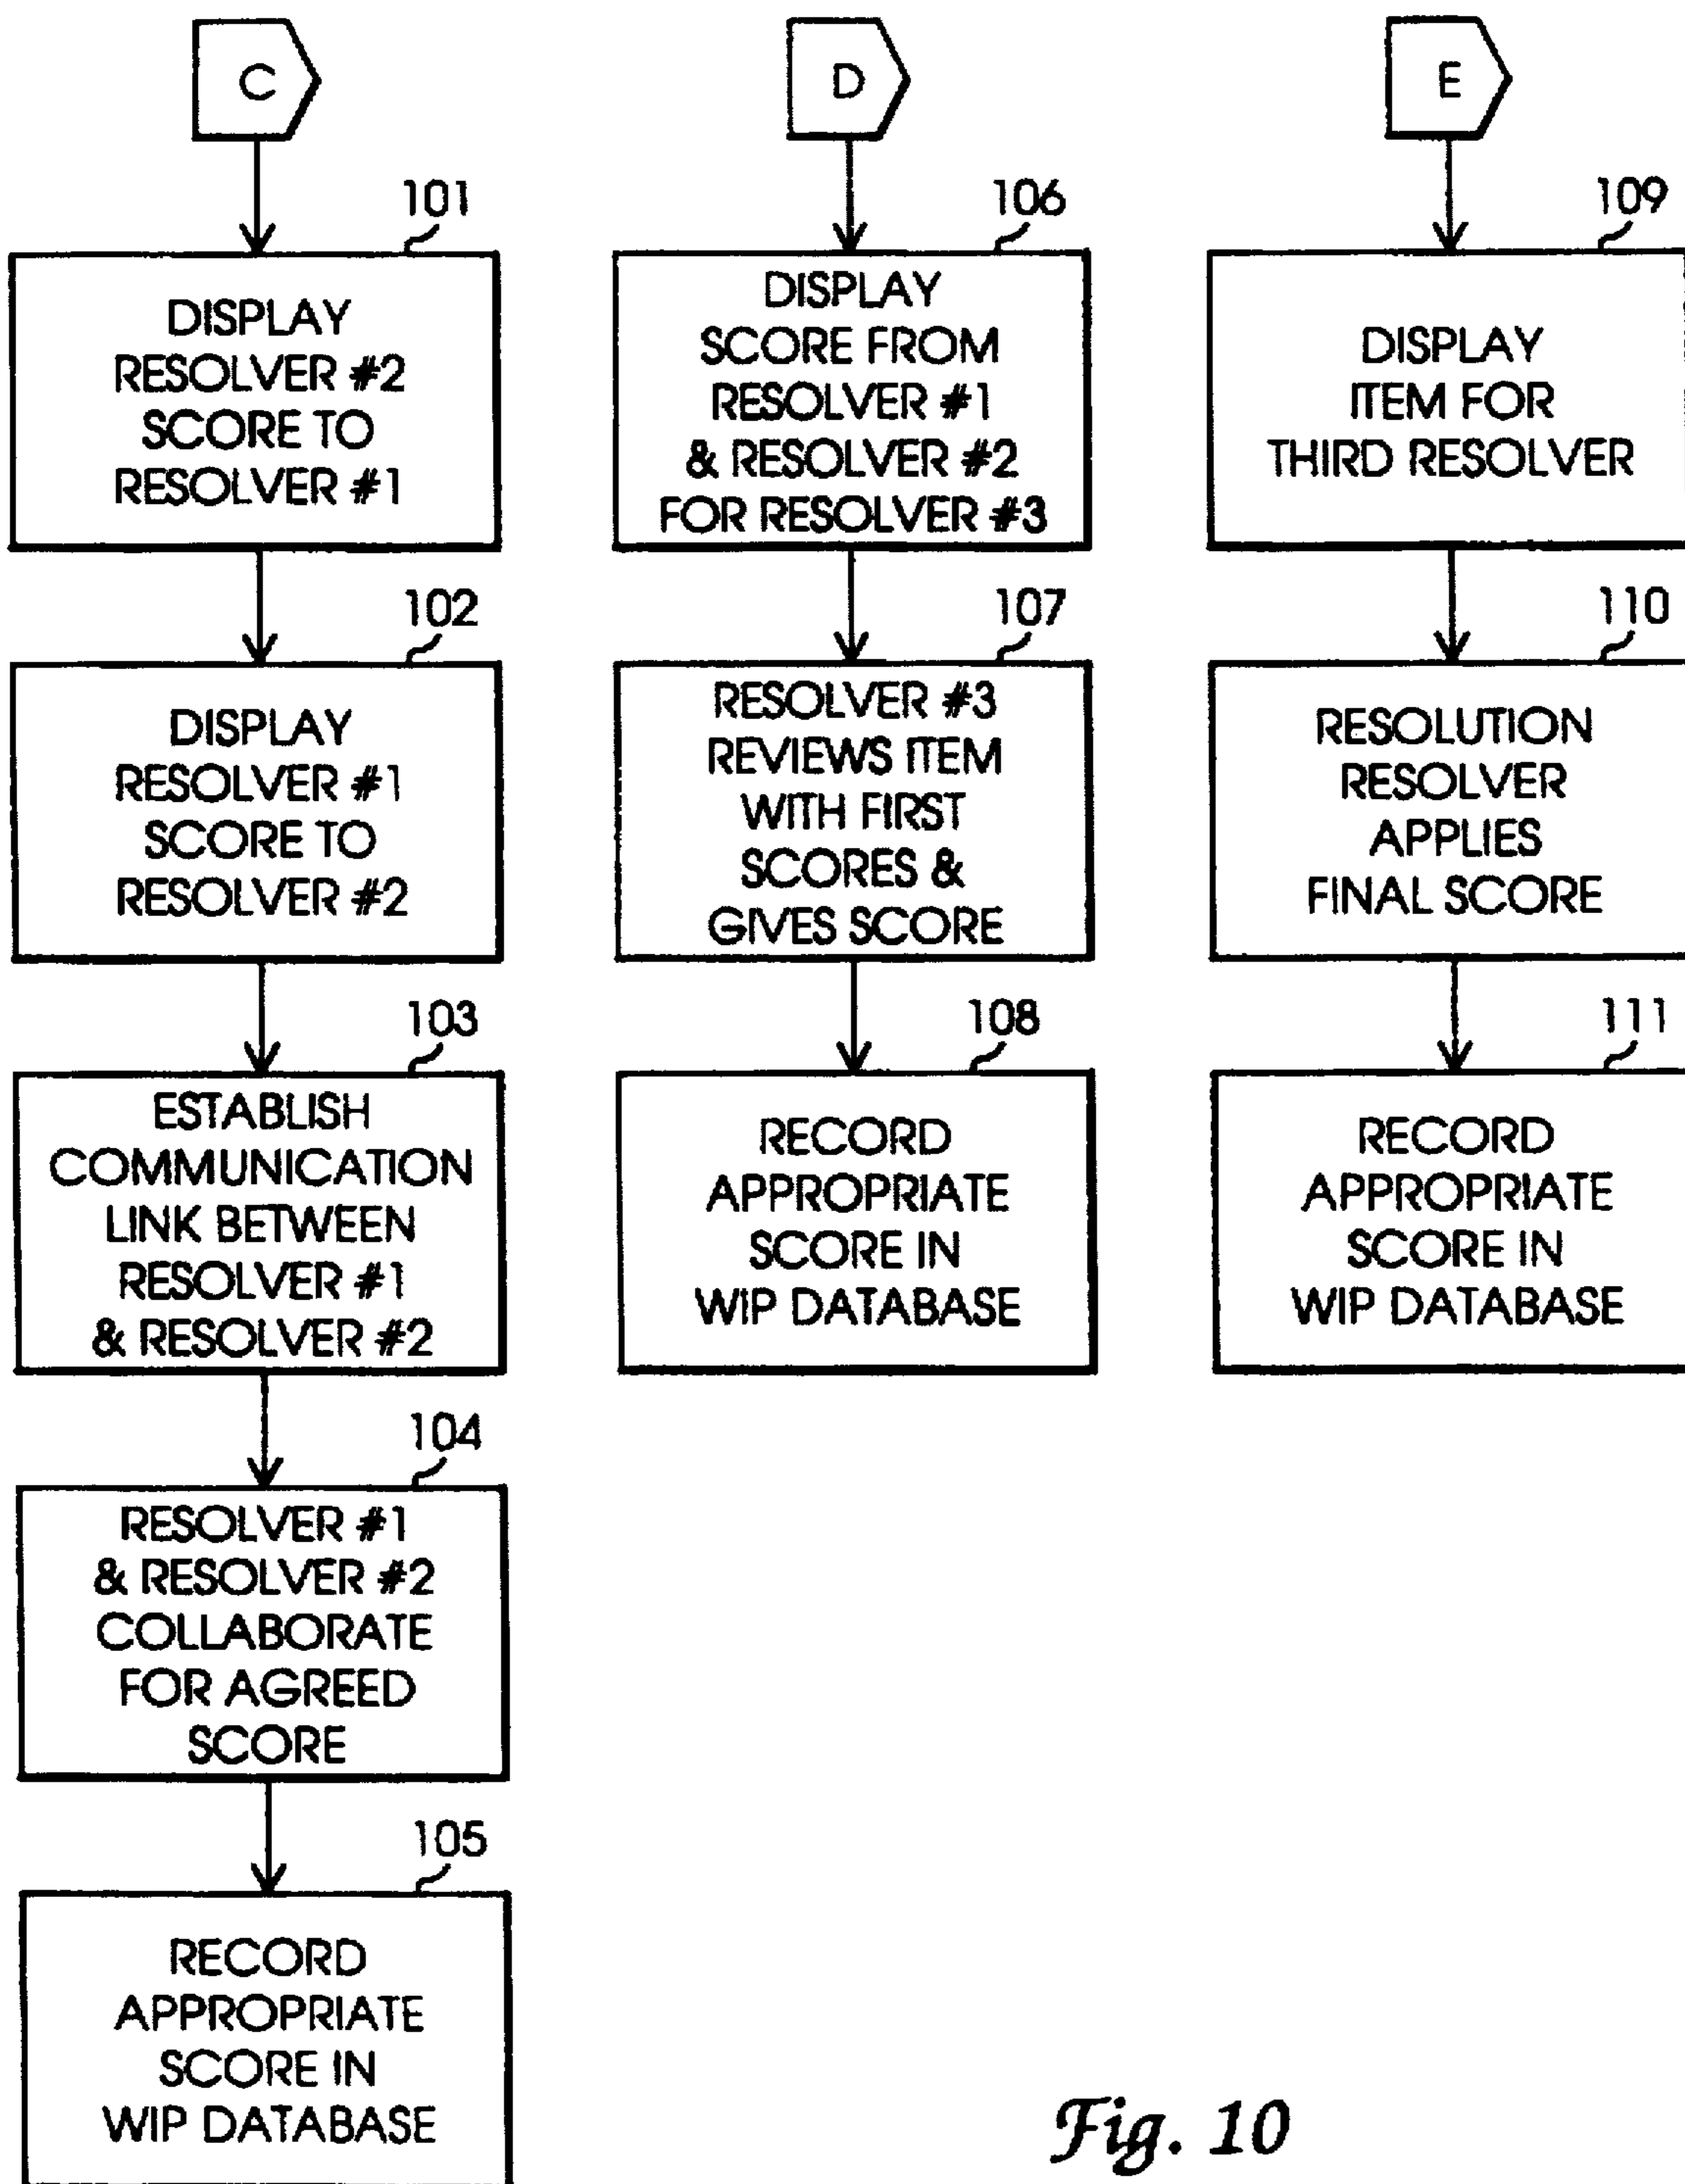 C
101
DISPLAY
RESOLVER #2
SCORE TO
RESOLVER #1
102
DISPLAY
RESOLVER #1
SCORE TO
RESOLVER #2
103
ESTABLISH
COMMUNICATION
LINK BETWEEN
RESOLVER #1
& RESOLVER #2
104
RESOLVER #1
& RESOLVER #2
COLLABORATE
FOR AGREED
SCORE
105
RECORD
APPROPRIATE
SCORE IN
WIP DATABASE
D
106
DISPLAY
SCORE FROM
RESOLVER #1
& RESOLVER #2
FOR RESOLVER #3
107
RESOLVER #3
REVIEWS ITEM
WITH FIRST
SCORES &
GIVES SCORE
108
RECORD
APPROPRIATE
SCORE IN
WIP DATABASE
E
109
DISPLAY
ITEM FOR
THIRD RESOLVER
110
RESOLUTION
RESOLVER
APPLIES
FINAL SCORE
111
RECORD
APPROPRIATE
SCORE IN
WIP DATABASE
Fig. 10